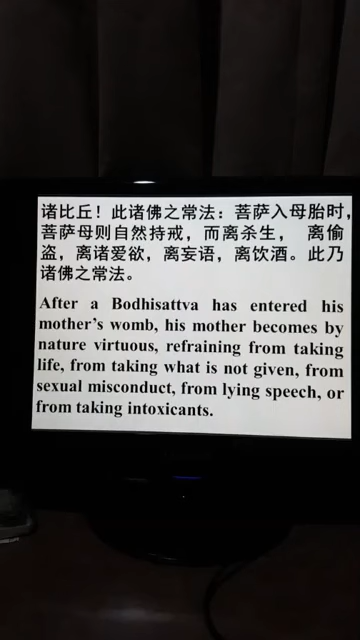 诸比丘！此诸佛之常法：菩萨入母胎时，
菩萨母则自然持戒，而离杀生， 离偷
盗，离诸爱欲，离妄语，离饮酒。此乃
诸佛之常法。
After a Bodhisattva has entered his
mother's womb, his mother becomes by
nature virtuous, refraining from taking
life, from taking what is not given, from
sexual misconduct, from lying speech, or
from taking intoxicants.